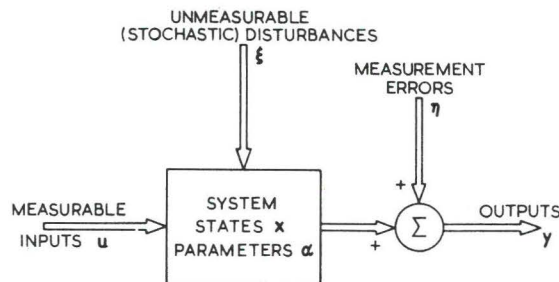 UNMEASURABLE
(STOCHASTIC) DISTURBANCES
ξ
MEASUREMENT
ERRORS
η
+
MEASURABLE
INPUTS u
SYSTEM
STATES x
PARAMETERS α
+
Σ
OUTPUTS
y